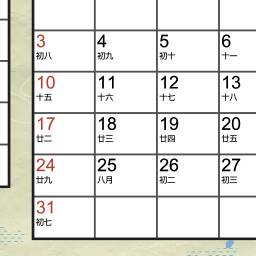 3 4 5 6
初八 初九 初十 十一
10 11 12 13
十五 十六 十七 十八
17 18 19 20
廿二 廿三 廿四 廿五
24 25 26 27
廿九 八月 初二 初三
31
初七